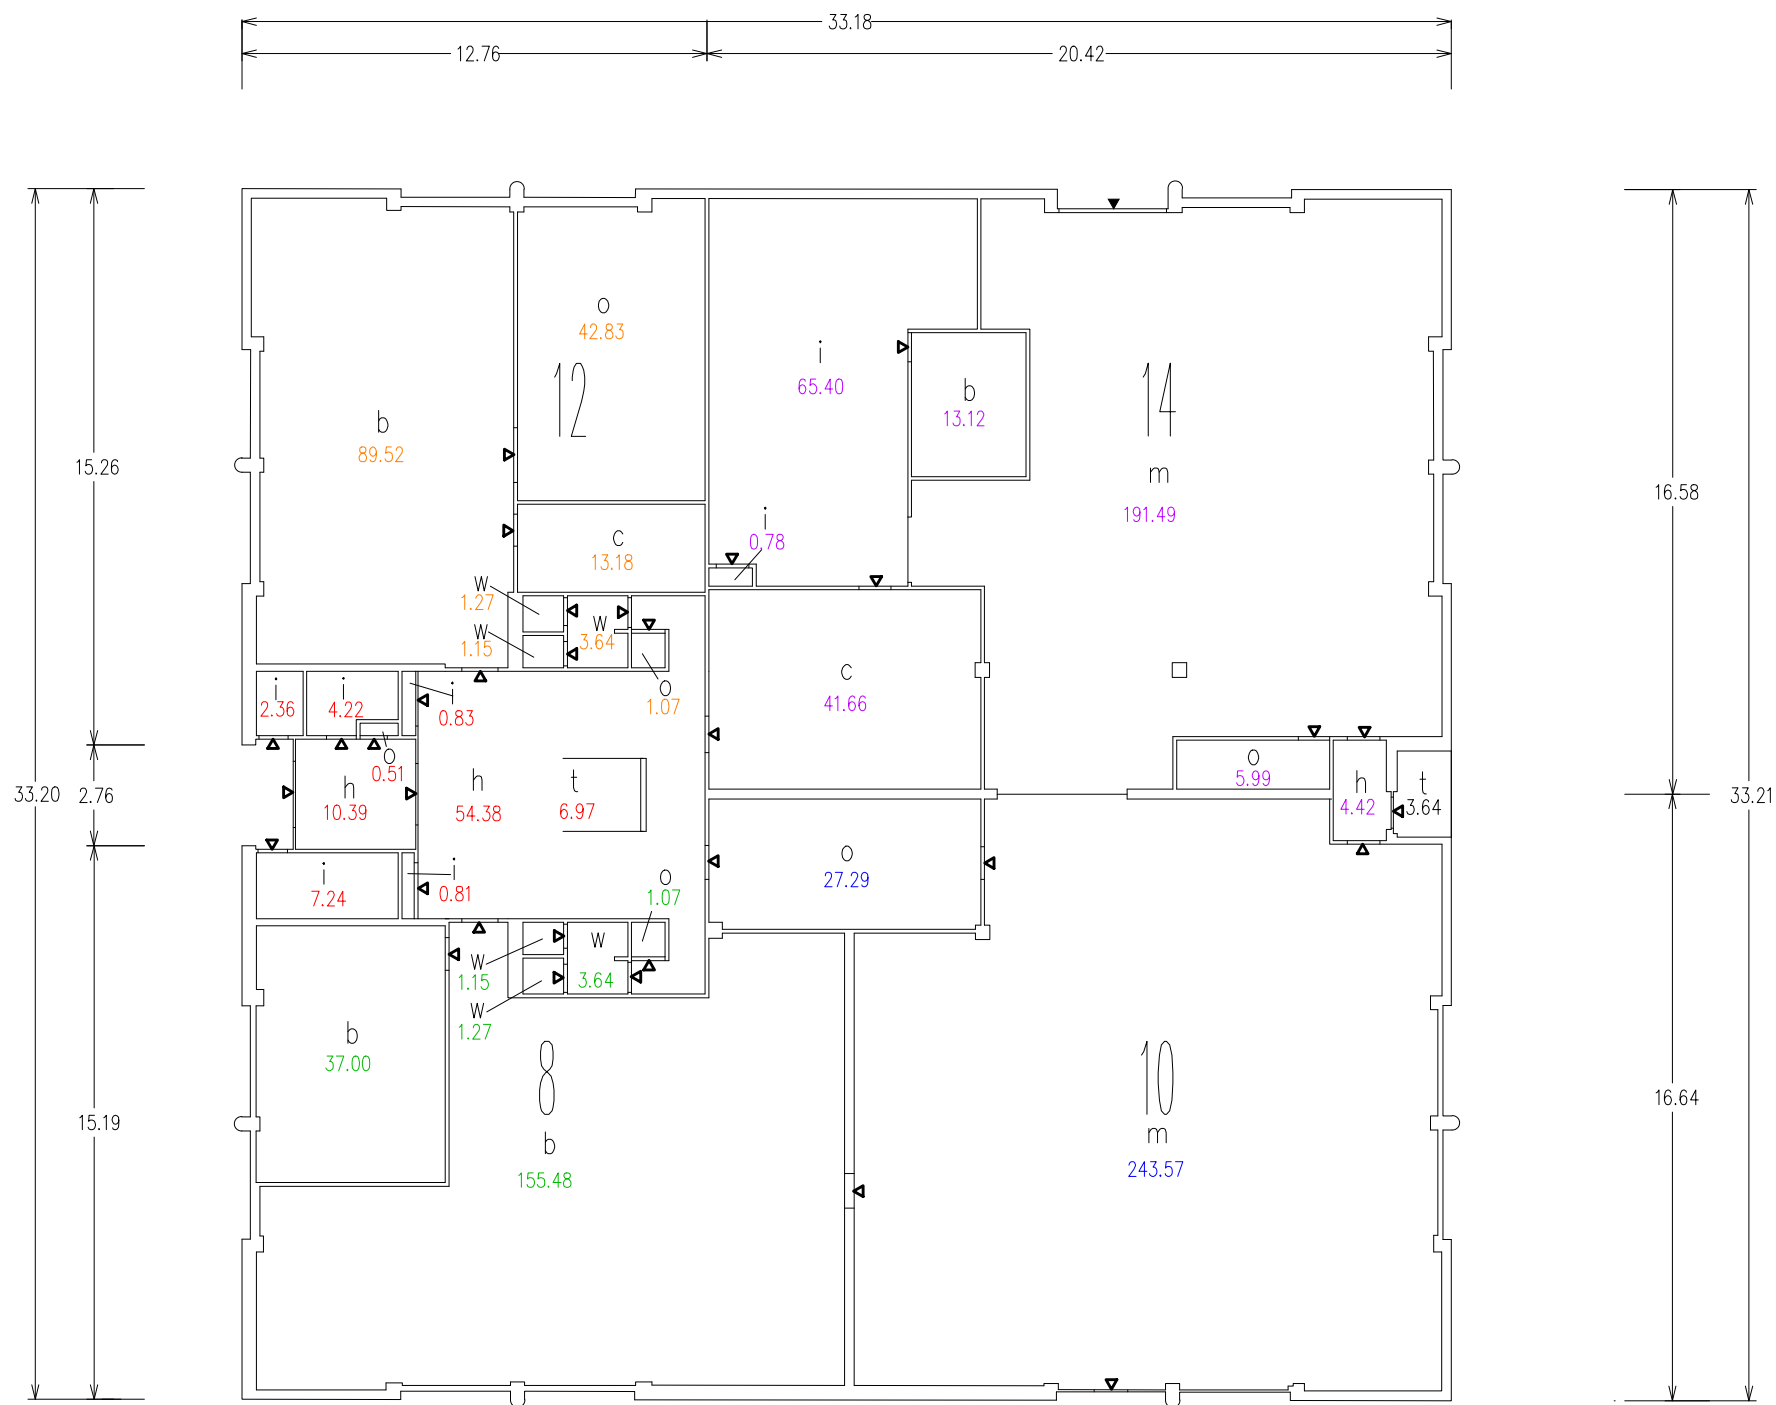 33.18
12.76
20.42
o
42.83
12
i
65.40
14
b
13.12
b
89.52
15.26
m
191.49
16.58
i
0.78
c
13.18
w
1.27
w
1.15
w
3.64
o
1.07
c
41.66
i
2.36
i
4.22
i
0.83
o
0.51
h
10.39
h
54.38
t
6.97
o
5.99
h
4.42
t
3.64
33.20
2.76
33.21
i
7.24
i
0.81
o
27.29
o
1.07
w
1.15
w
3.64
w
1.27
b
37.00
8
b
155.48
10
m
243.57
15.19
16.64